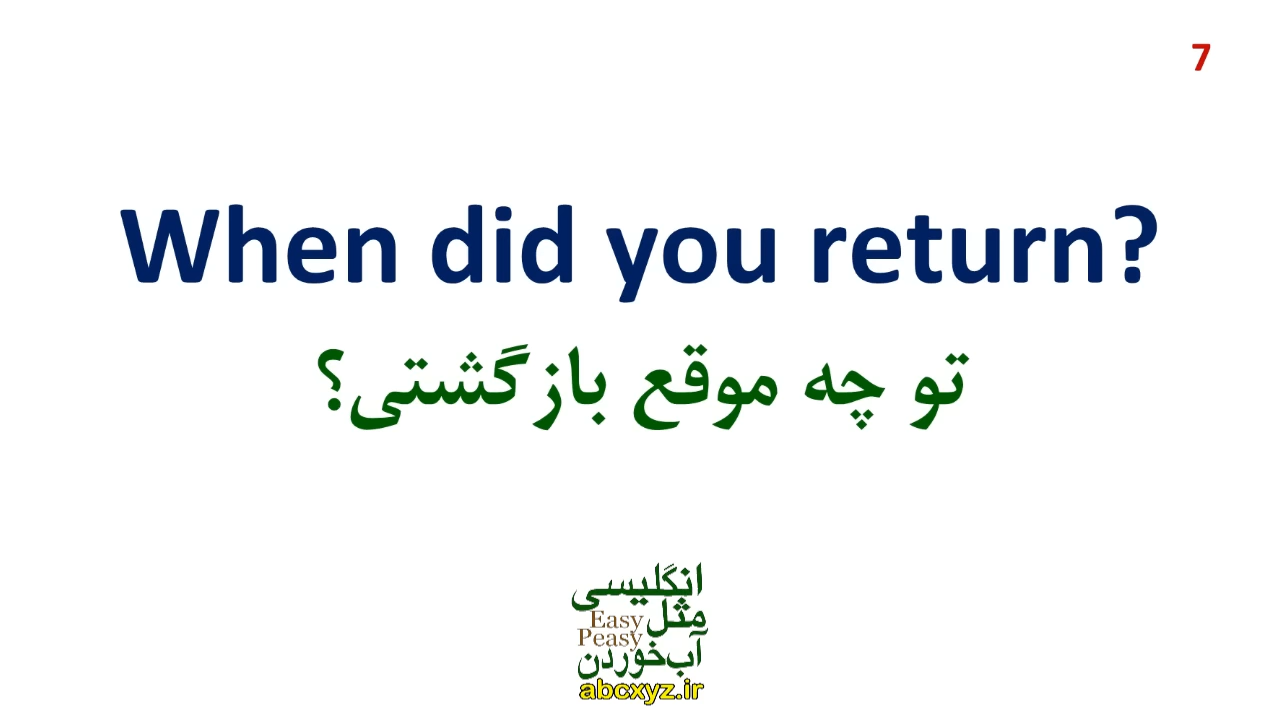 7
When did you return?
تو چه موقع بازگشتی؟
انگلیسی
مثل
Easy
Peasy
آب‌خوردن
abcxyz.ir